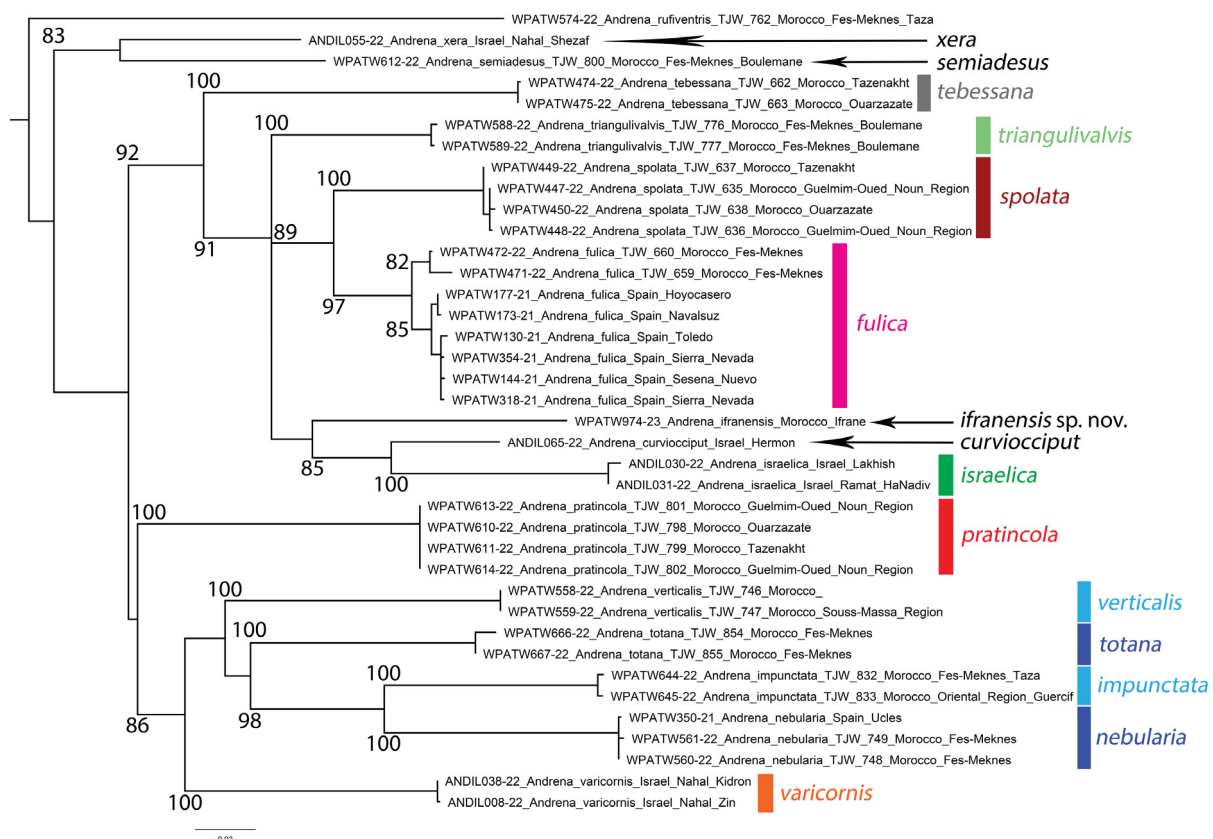 WPATW574-22_Andrena_rufiventris_TJW_762_Morocco_Fes-Meknes_Taza
83
ANDIL055-22_Andrena_xera_Israel_Nahal_Shezaf
xera
WPATW612-22_Andrena_semiadesus_TJW_800_Morocco_Fes-Meknes_Boulemane
semiadesus
100
WPATW474-22_Andrena_tebessana_TJW_662_Morocco_Tazenakht
tebessana
WPATW475-22_Andrena_tebessana_TJW_663_Morocco_Ouarzazate
100
WPATW588-22_Andrena_triangulivalvis_TJW_776_Morocco_Fes-Meknes_Boulemane
triangulivalvis
WPATW589-22_Andrena_triangulivalvis_TJW_777_Morocco_Fes-Meknes_Boulemane
92
WPATW449-22_Andrena_spolata_TJW_637_Morocco_Tazenakht
100
WPATW447-22_Andrena_spolata_TJW_635_Morocco_Guelmim-Oued_Noun_Region
spolata
WPATW450-22_Andrena_spolata_TJW_638_Morocco_Ouarzazate
WPATW448-22_Andrena_spolata_TJW_636_Morocco_Guelmim-Oued_Noun_Region
91
89
WPATW472-22_Andrena_fulica_TJW_660_Morocco_Fes-Meknes
82
WPATW471-22_Andrena_fulica_TJW_659_Morocco_Fes-Meknes
97
WPATW177-21_Andrena_fulica_Spain_Hoyocasero
WPATW173-21_Andrena_fulica_Spain_Navalsuz
fulica
85
WPATW130-21_Andrena_fulica_Spain_Toledo
WPATW354-21_Andrena_fulica_Spain_Sierra_Nevada
WPATW144-21_Andrena_fulica_Spain_Sesena_Nuevo
WPATW318-21_Andrena_fulica_Spain_Sierra_Nevada
WPATW974-23_Andrena_ifranensis_Morocco_Ifrane
ifranensis sp. nov.
ANDIL065-22_Andrena_curviocciput_Israel_Hermon
curviocciput
85
ANDIL030-22_Andrena_israelica_Israel_Lakhish
israelica
100
ANDIL031-22_Andrena_israelica_Israel_Ramat_HaNadiv
100
WPATW613-22_Andrena_pratincola_TJW_801_Morocco_Guelmim-Oued_Noun_Region
WPATW610-22_Andrena_pratincola_TJW_798_Morocco_Ouarzazate
pratincola
WPATW611-22_Andrena_pratincola_TJW_799_Morocco_Tazenakht
WPATW614-22_Andrena_pratincola_TJW_802_Morocco_Guelmim-Oued_Noun_Region
100
WPATW558-22_Andrena_verticalis_TJW_746_Morocco_
verticalis
WPATW559-22_Andrena_verticalis_TJW_747_Morocco_Souss-Massa_Region
100
WPATW666-22_Andrena_totana_TJW_854_Morocco_Fes-Meknes
totana
WPATW667-22_Andrena_totana_TJW_855_Morocco_Fes-Meknes
100
WPATW644-22_Andrena_impunctata_TJW_832_Morocco_Fes-Meknes_Taza
impunctata
WPATW645-22_Andrena_impunctata_TJW_833_Morocco_Oriental_Region_Guercif
86
98
WPATW350-21_Andrena_nebularia_Spain_Ucles
100
WPATW561-22_Andrena_nebularia_TJW_749_Morocco_Fes-Meknes
nebularia
WPATW560-22_Andrena_nebularia_TJW_748_Morocco_Fes-Meknes
ANDIL038-22_Andrena_varicornis_Israel_Nahal_Kidron
varicornis
100
ANDIL008-22_Andrena_varicornis_Israel_Nahal_Zin